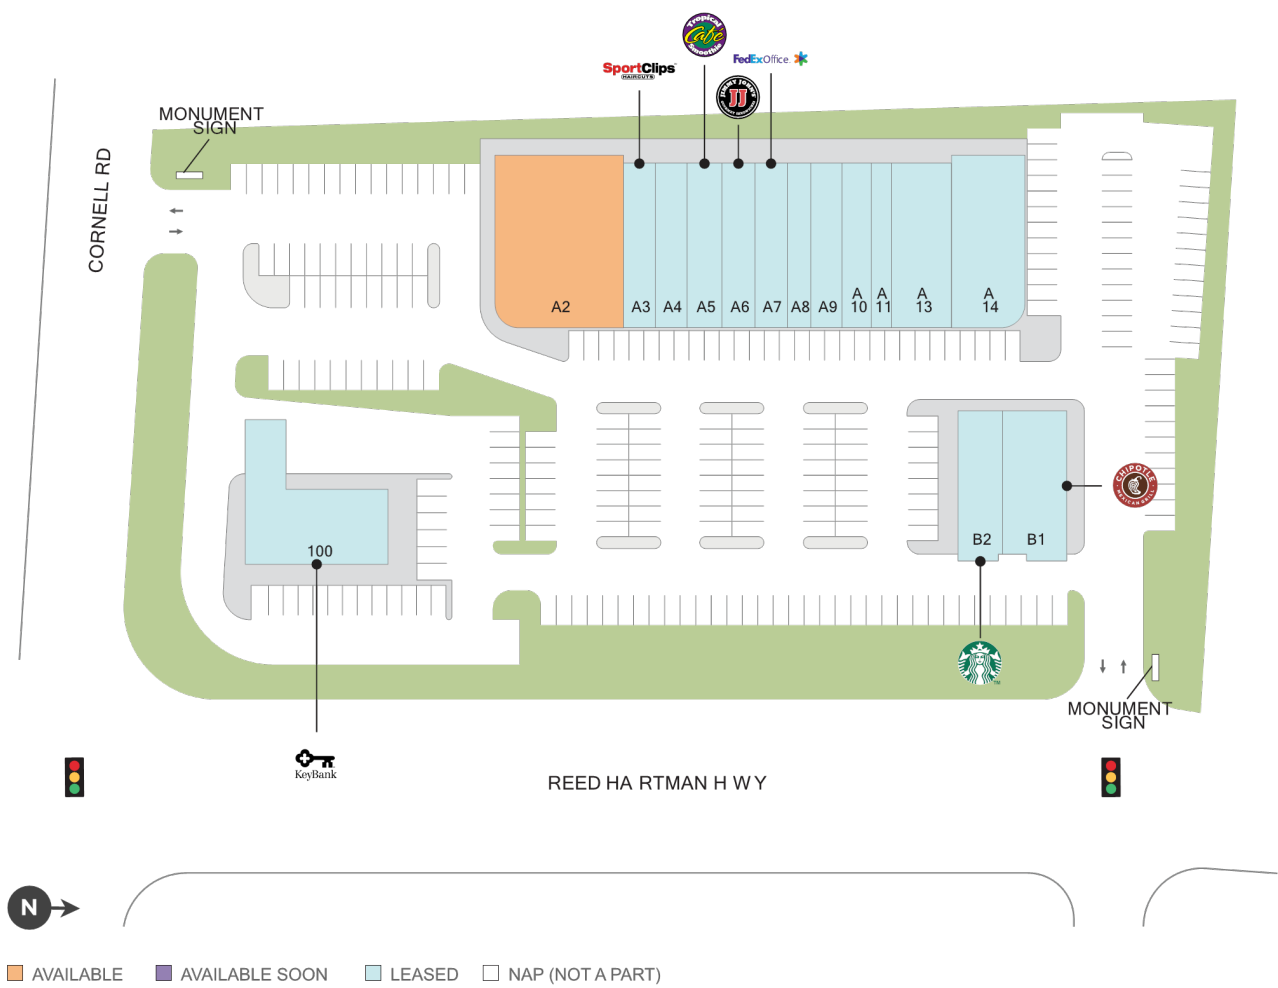 Tropical
Cafe
Smoothie
FedEx Office.
SportClips
HAIRCUTS
JIMMY JOHN'S
JJ
MONUMENT
SIGN
CORNELL RD
A2
A3
A4
A5
A6
A7
A8
A9
A
10
A
11
A
13
A
14
CHIPOTLE
MEXICAN GRILL
B2
B1
100
TM
MONUMENT
SIGN
KeyBank
REED HA RTMAN H W Y
N
AVAILABLE
AVAILABLE SOON
LEASED
NAP (NOT A PART)